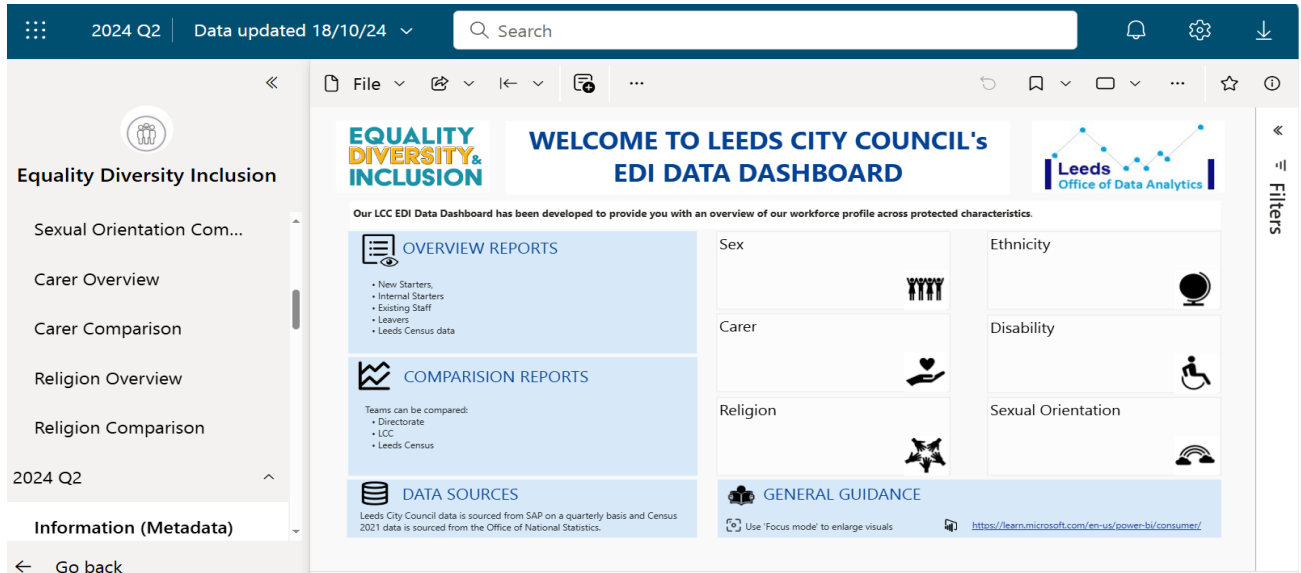 2024 Q2
Data updated 18/10/24
Search
Equality Diversity Inclusion
Sexual Orientation Com...
Carer Overview
Carer Comparison
Religion Overview
Religion Comparison
2024 Q2
Information (Metadata)
Go back
File
EQUALITY
DIVERSITY&
INCLUSION
WELCOME TO LEEDS CITY COUNCIL's
EDI DATA DASHBOARD
Leeds
Office of Data Analytics
Our LCC EDI Data Dashboard has been developed to provide you with an overview of our workforce profile across protected characteristics.
OVERVIEW REPORTS
• New Starters,
• Internal Starters
• Existing Staff
• Leavers
• Leeds Census data
COMPARISION REPORTS
Teams can be compared:
• Directorate
• LCC
• Leeds Census
DATA SOURCES
Leeds City Council data is sourced from SAP on a quarterly basis and Census
2021 data is sourced from the Office of National Statistics.
Sex
Ethnicity
Carer
Disability
Religion
Sexual Orientation
GENERAL GUIDANCE
Use 'Focus mode' to enlarge visuals
https://learn.microsoft.com/en-us/power-bi/consumer/
Filters